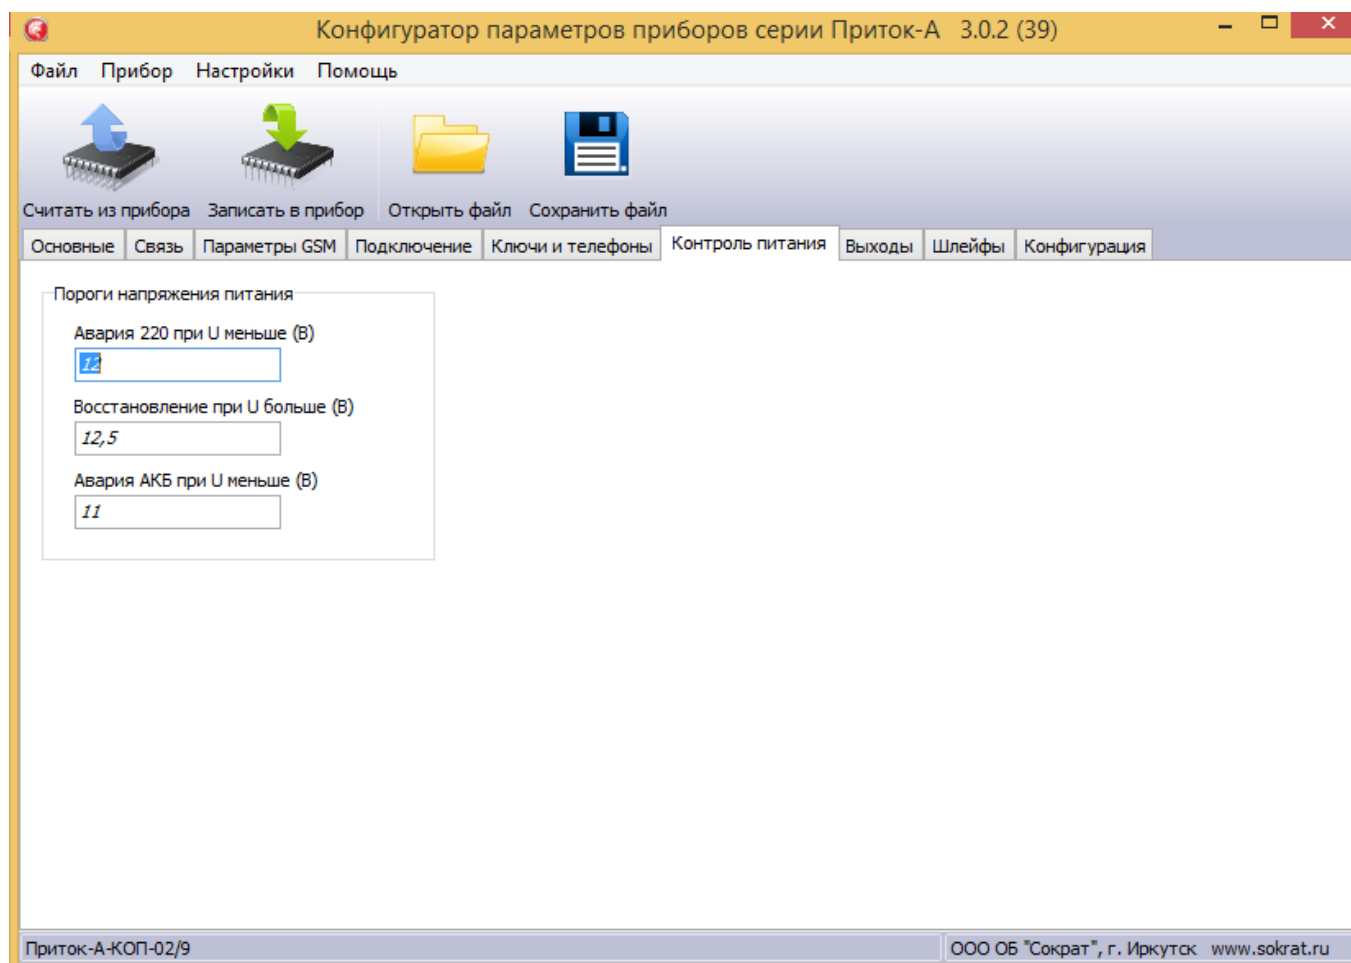 Конфигуратор параметров приборов серии Приток-А 3.0.2 (39)
Файл Прибор Настройки Помощь
Считать из прибора Записать в прибор Открыть файл Сохранить файл
Основные Связь Параметры GSM Подключение Ключи и телефоны Контроль питания Выходы Шлейфы Конфигурация
Пороги напряжения питания
Авария 220 при U меньше (В)
12
Восстановление при U больше (В)
12,5
Авария АКБ при U меньше (В)
11
Приток-А-КОП-02/9 ООО ОБ "Сократ", г. Иркутск www.sokrat.ru